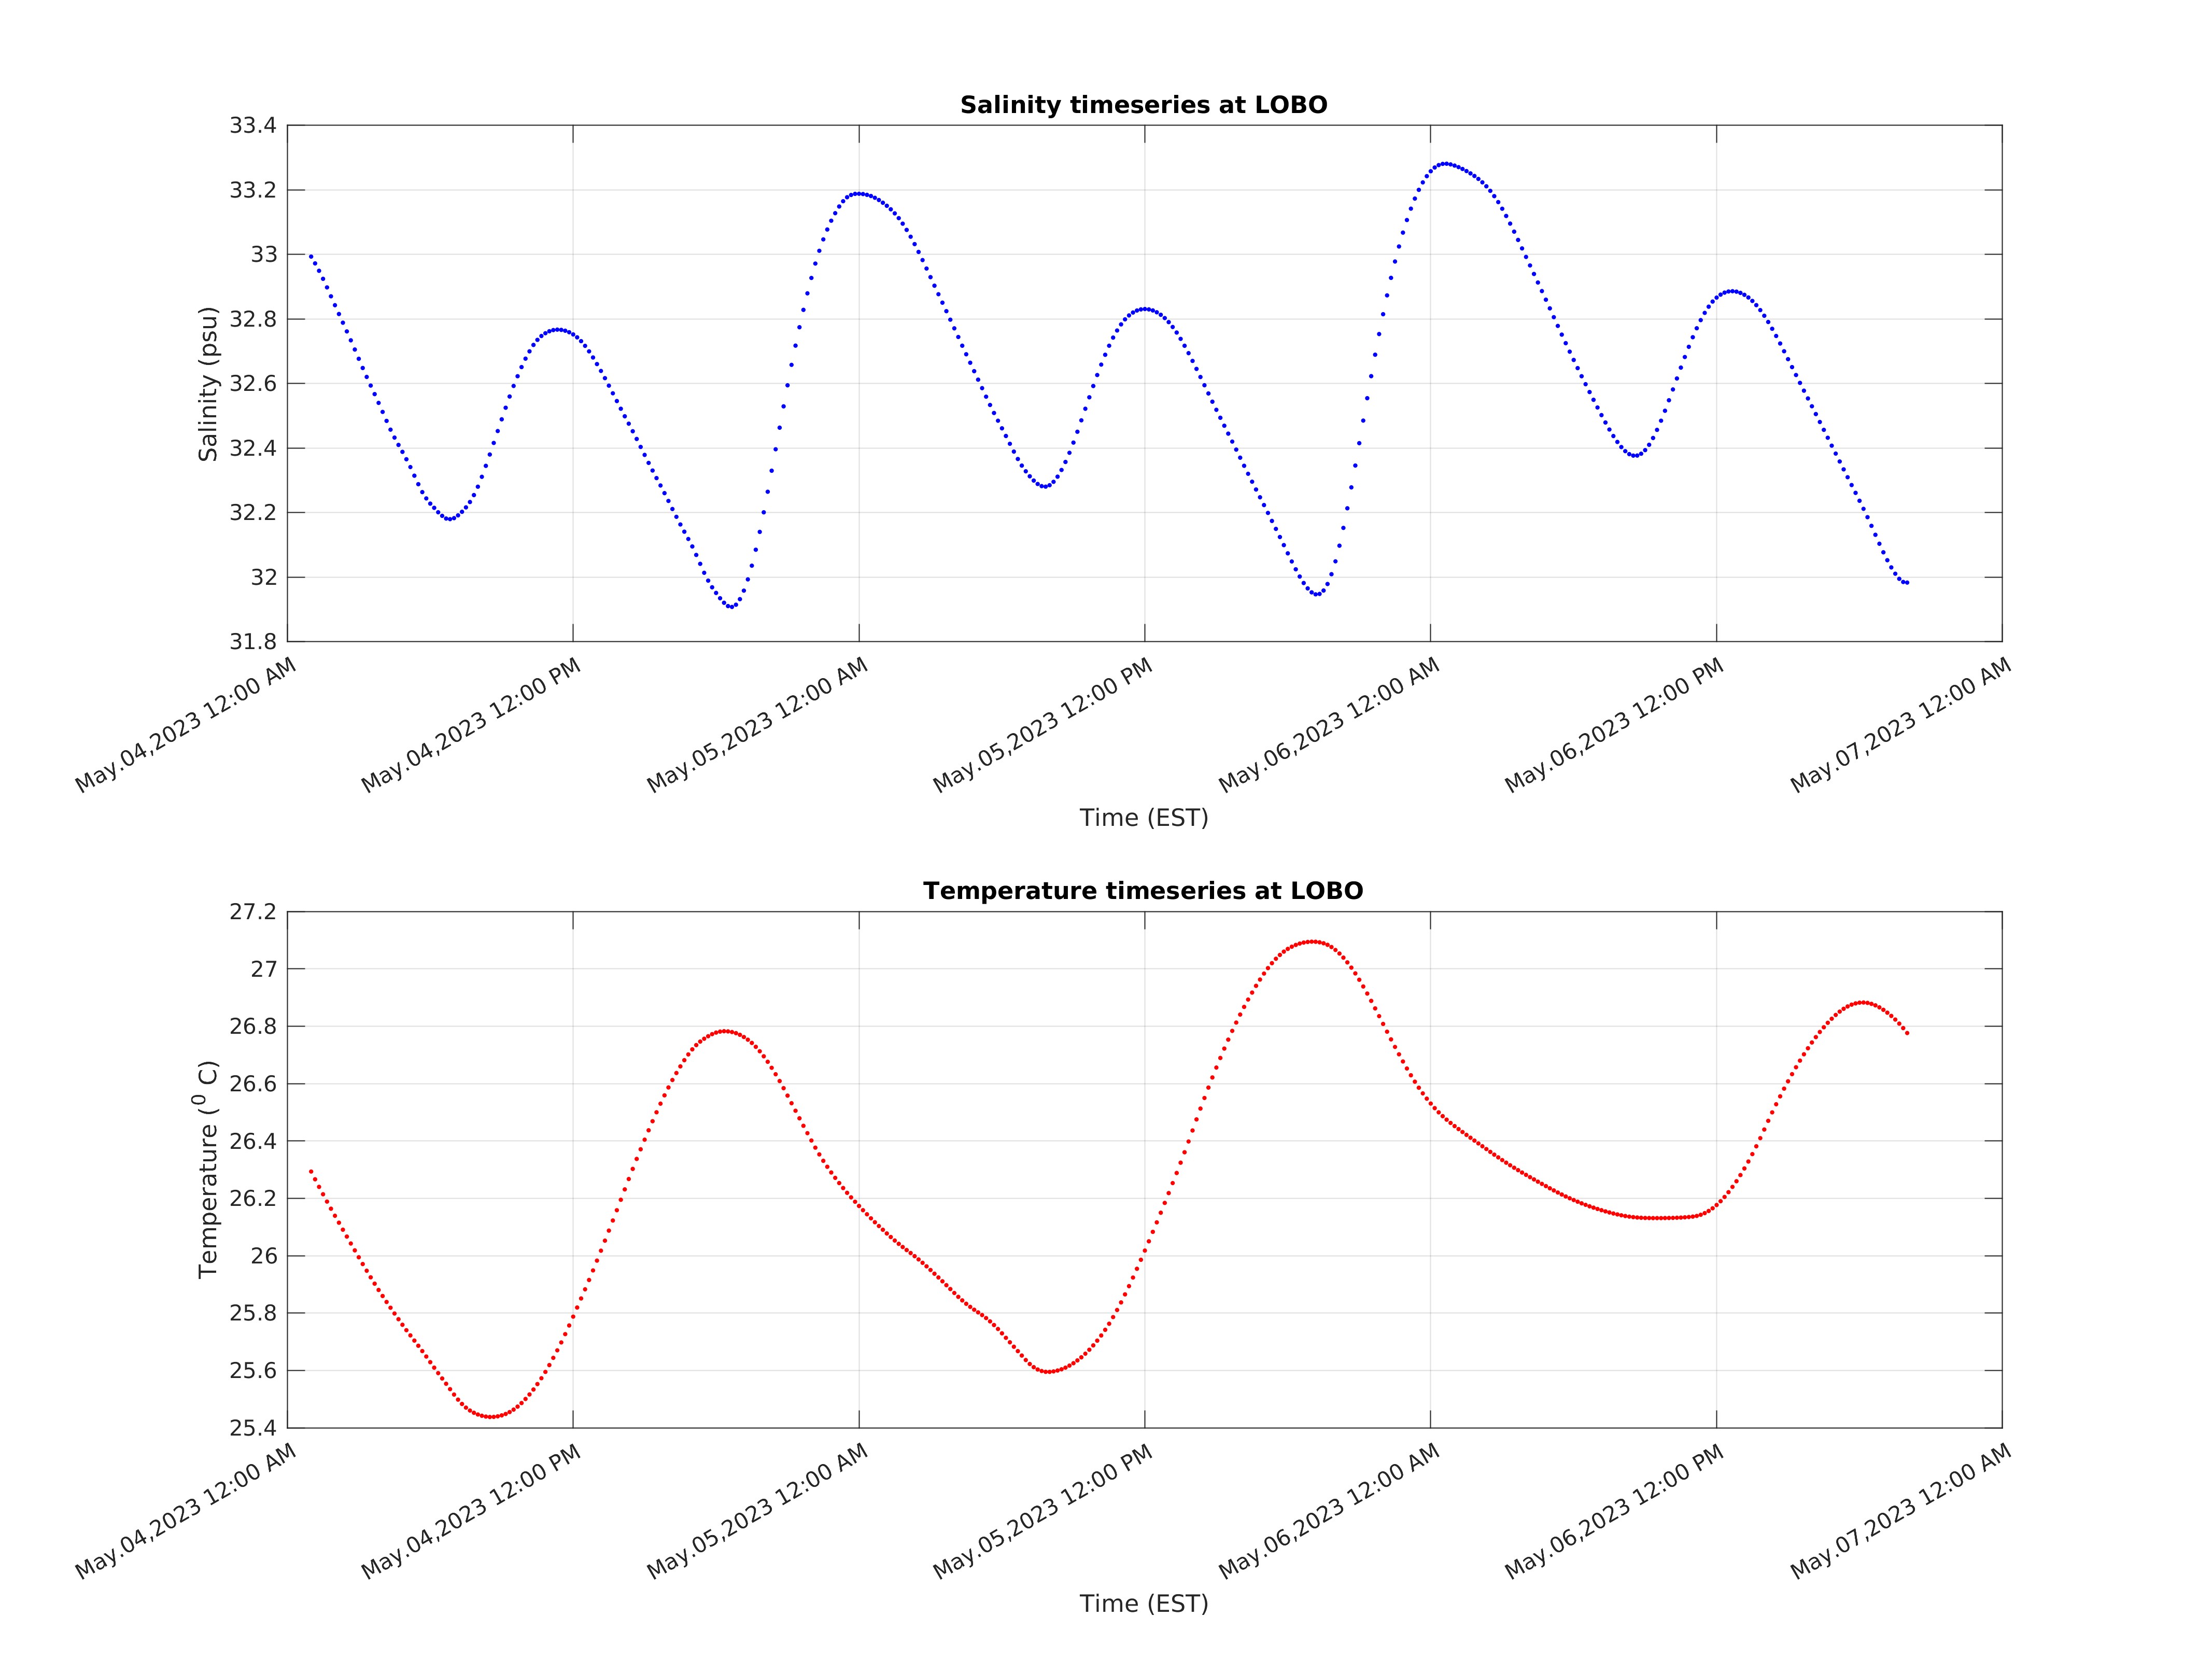 Salinity timeseries at LOBO
33.4
33.2
33
32.8
32.6
32.4
32.2
32
31.8
Salinity (psu)
May.04,2023 12:00 AM
May.04,2023 12:00 PM
May.05,2023 12:00 AM
May.05,2023 12:00 PM
May.06,2023 12:00 AM
May.06,2023 12:00 PM
May.07,2023 12:00 AM
Time (EST)
Temperature timeseries at LOBO
27.2
27
26.8
26.6
26.4
26.2
26
25.8
25.6
25.4
Temperature (⁰ C)
May.04,2023 12:00 AM
May.04,2023 12:00 PM
May.05,2023 12:00 AM
May.05,2023 12:00 PM
May.06,2023 12:00 AM
May.06,2023 12:00 PM
May.07,2023 12:00 AM
Time (EST)